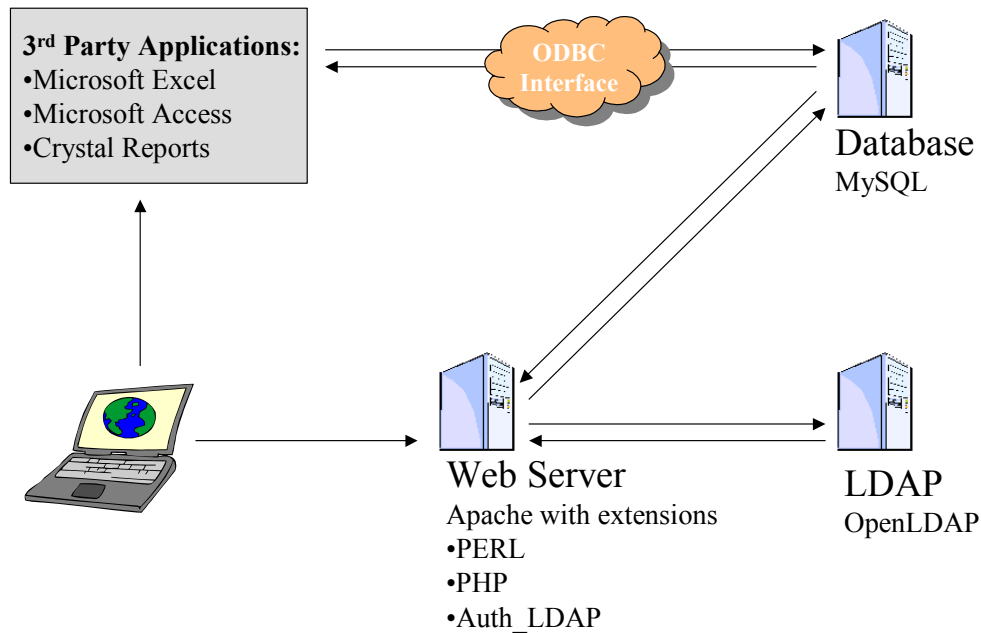 3rd Party Applications:
•Microsoft Excel
•Microsoft Access
•Crystal Reports
ODBC
Interface
Database
MySQL
Web Server
Apache with extensions
•PERL
•PHP
•Auth_LDAP
LDAP
OpenLDAP